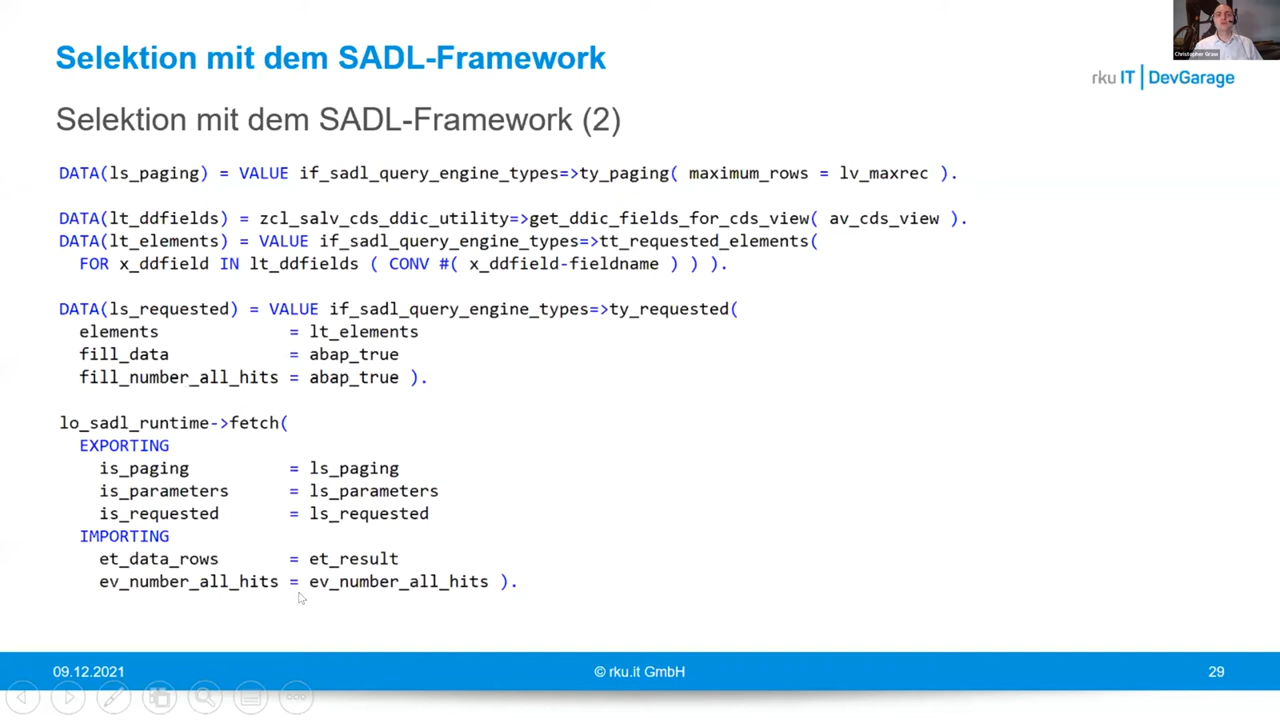 Selektion mit dem SADL-Framework
Christopher Grass
rku IT | DevGarage
Selektion mit dem SADL-Framework (2)
DATA(ls_paging) = VALUE if_sadl_query_engine_types=>ty_paging( maximum_rows = lv_maxrec ).
DATA(lt_ddfields) = zcl_salv_cds_ddic_utility=>get_ddic_fields_for_cds_view( av_cds_view ).
DATA(lt_elements) = VALUE if_sadl_query_engine_types=>tt_requested_elements(
FOR x_ddfield IN lt_ddfields ( CONV #( x_ddfield-fieldname ) ) ).
DATA(ls_requested) = VALUE if_sadl_query_engine_types=>ty_requested(
elements = lt_elements
fill_data = abap_true
fill_number_all_hits = abap_true ).
lo_sadl_runtime->fetch(
EXPORTING
is_paging = ls_paging
is_parameters = ls_parameters
is_requested = ls_requested
IMPORTING
et_data_rows = et_result
ev_number_all_hits = ev_number_all_hits ).
09.12.2021
© rku.it GmbH
29